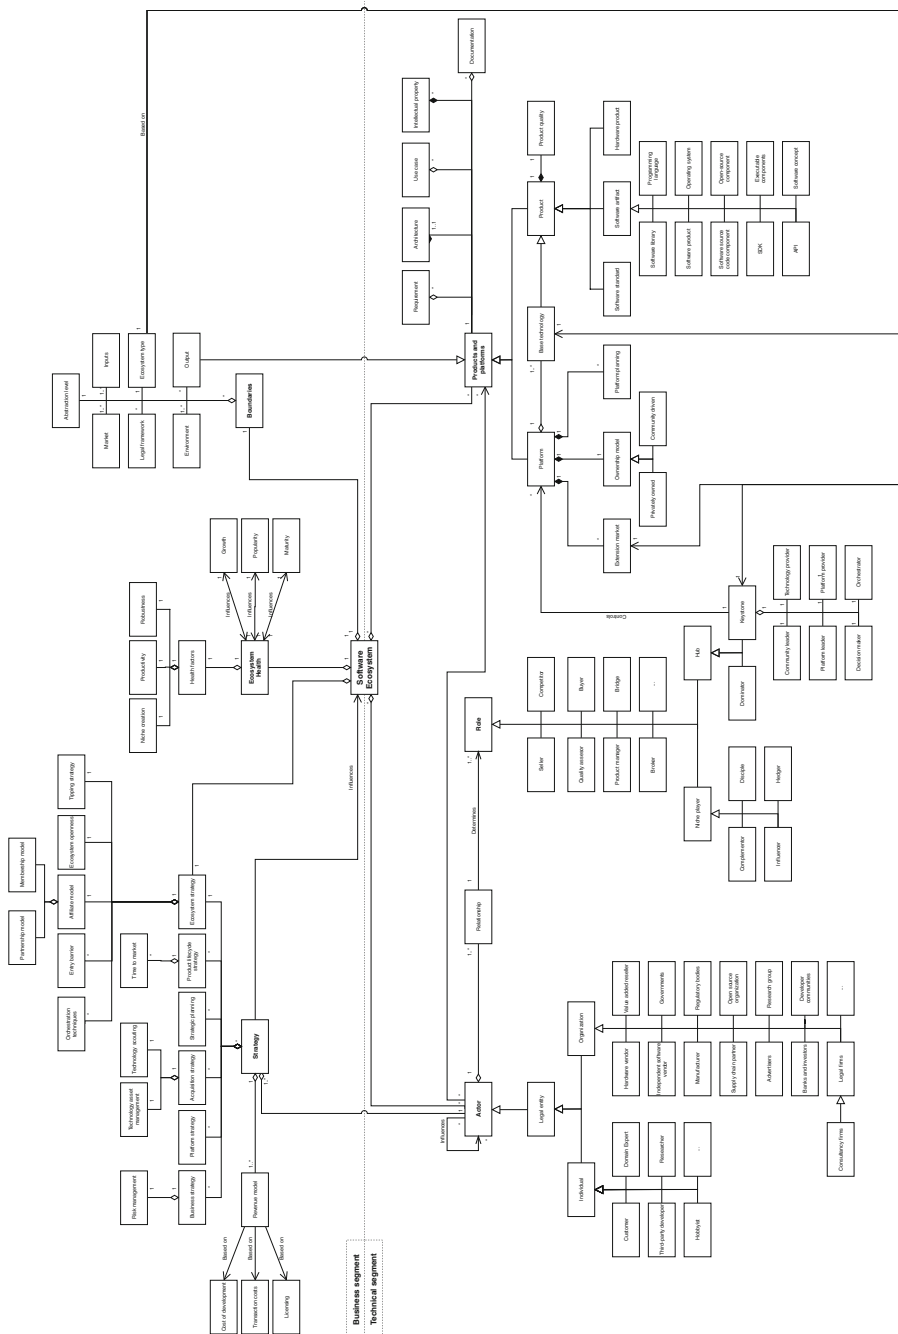 Documentation
Intellectual property
Use case
Architecture
Requirement
Products and
platforms
Product quality
Product
Hardware product
Software artifact
Software standard
Programming
language
Operating system
Open-source
component
Executable
components
Software concept
Software library
Software product
Software source
code component
SDK
API
Base technology
Platform
Platform planning
Ownership model
Community driven
Privately owned
Extension market
Based on
Abstraction level
Inputs
Market
Ecosystem type
Legal framework
Output
Environment
Boundaries
Growth
Popularity
Maturity
Influences
Influences
Influences
Robustness
Productivity
Niche creation
Health factors
Ecosystem
Health
Software
Ecosystem
Influences
Controls
Keystone
Technology provider
Community leader
Platform provider
Platform leader
Orchestrator
Decision maker
Hub
Dominator
Role
Competitor
Seller
Buyer
Quality assessor
Bridge
Product manager
...
Broker
Niche player
Disciple
Complementor
Hedger
Influencer
Determines
Relationship
Tipping strategy
Ecosystem openness
Membership model
Partnership model
Affiliate model
Entry barrier
Orchestration
techniques
Ecosystem strategy
Time to market
Product lifecycle
strategy
Strategic planning
Technology scouting
Technology asset
management
Acquisition strategy
Platform strategy
Risk management
Business strategy
Strategy
Revenue model
Based on
Based on
Based on
Cost of development
Transaction costs
Licensing
Business segment
Technical segment
Actor
Influences
Legal entity
Organization
Individual
Value added reseller
Hardware vendor
Governments
Independent software
vendor
Regulatory bodies
Manufacturer
Open source
organization
Supply chain partner
Research group
Advertisers
Developer
communities
Banks and investors
...
Legal firms
Consultancy firms
Domain Expert
Customer
Researcher
Third-party developer
...
Hobbyist